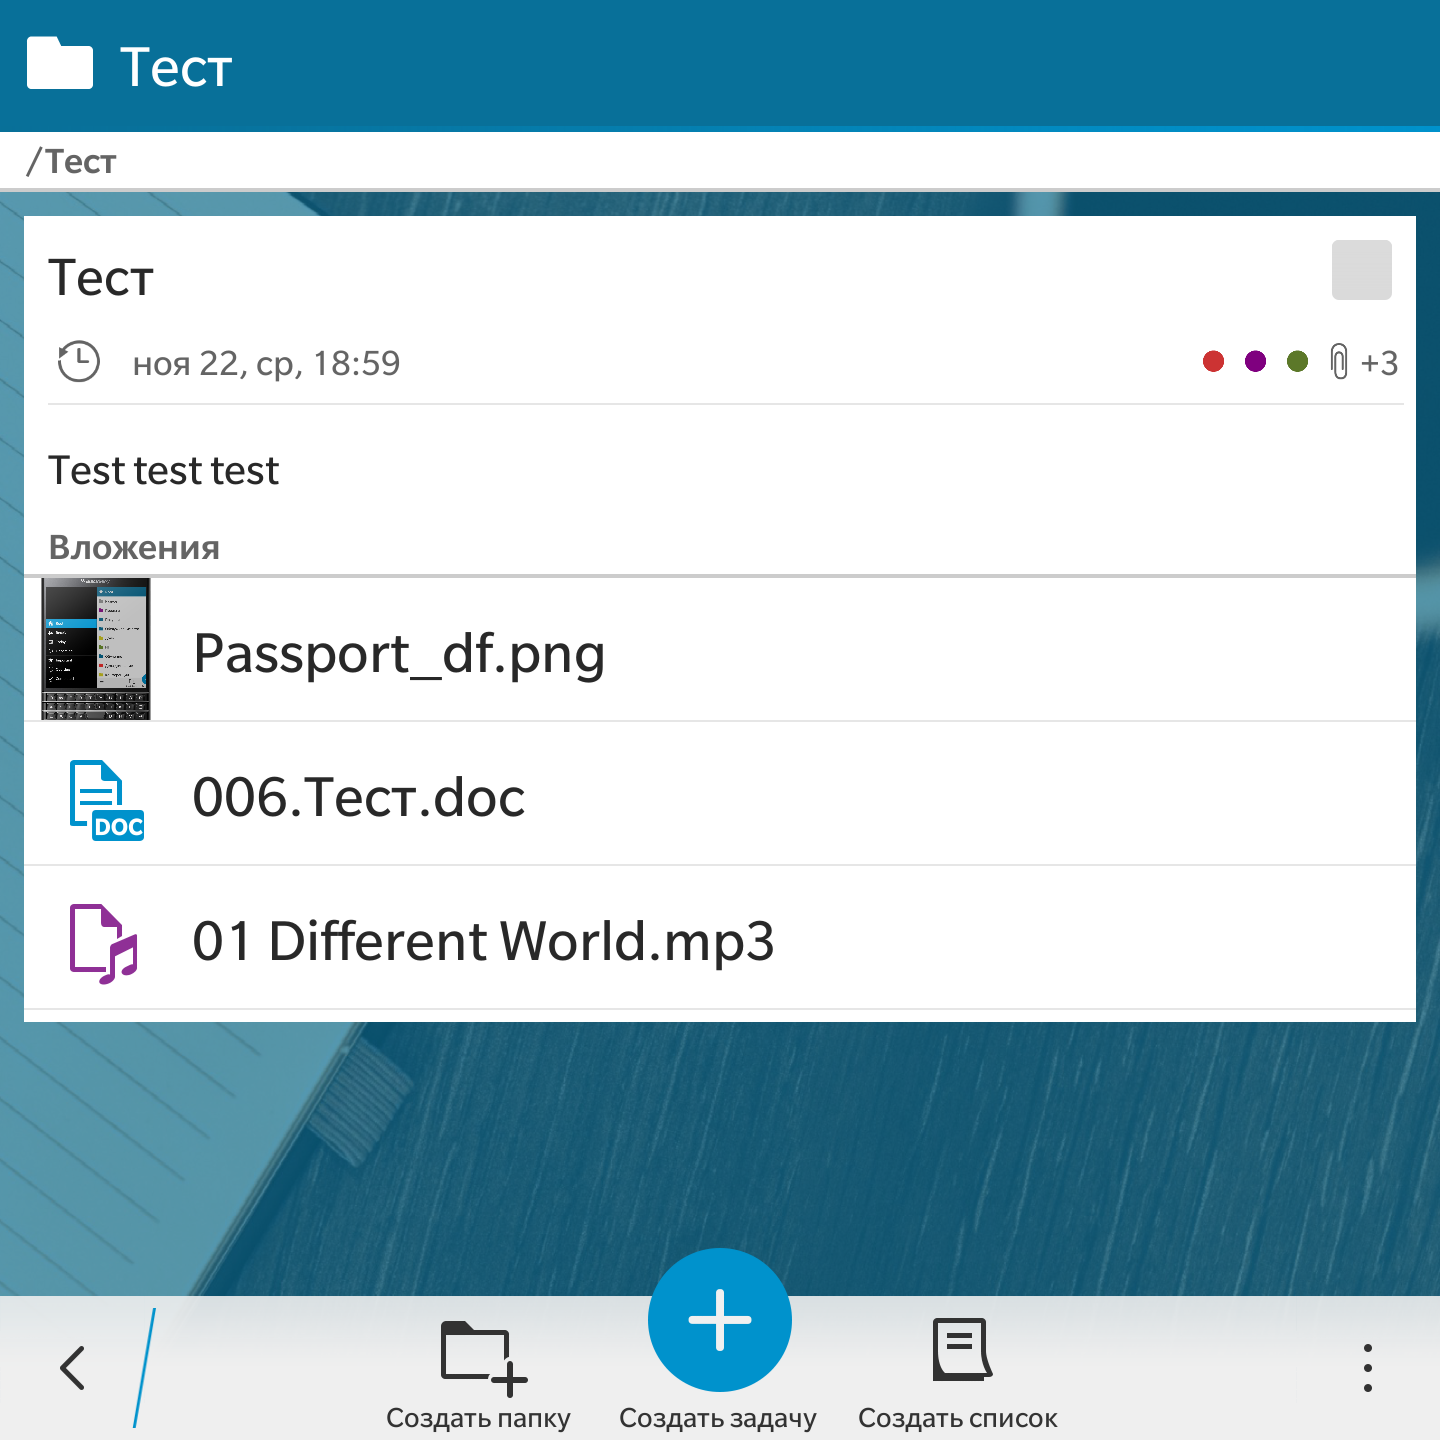 Тест
/Тест
Тест
ноя 22, ср, 18:59
+3
Test test test
Вложения
Passport_df.png
DOC
006.Тест.doc
01 Different World.mp3
Создать папку
Создать задачу
Создать список